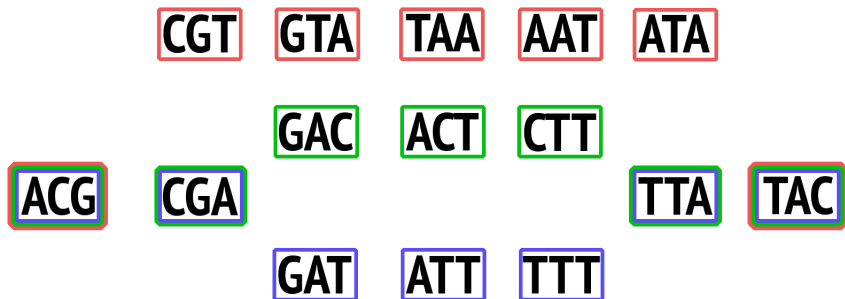 CGT GTA TAA AAT ATA
GAC ACT CTT
ACG CGA TTA TAC
GAT ATT TTT